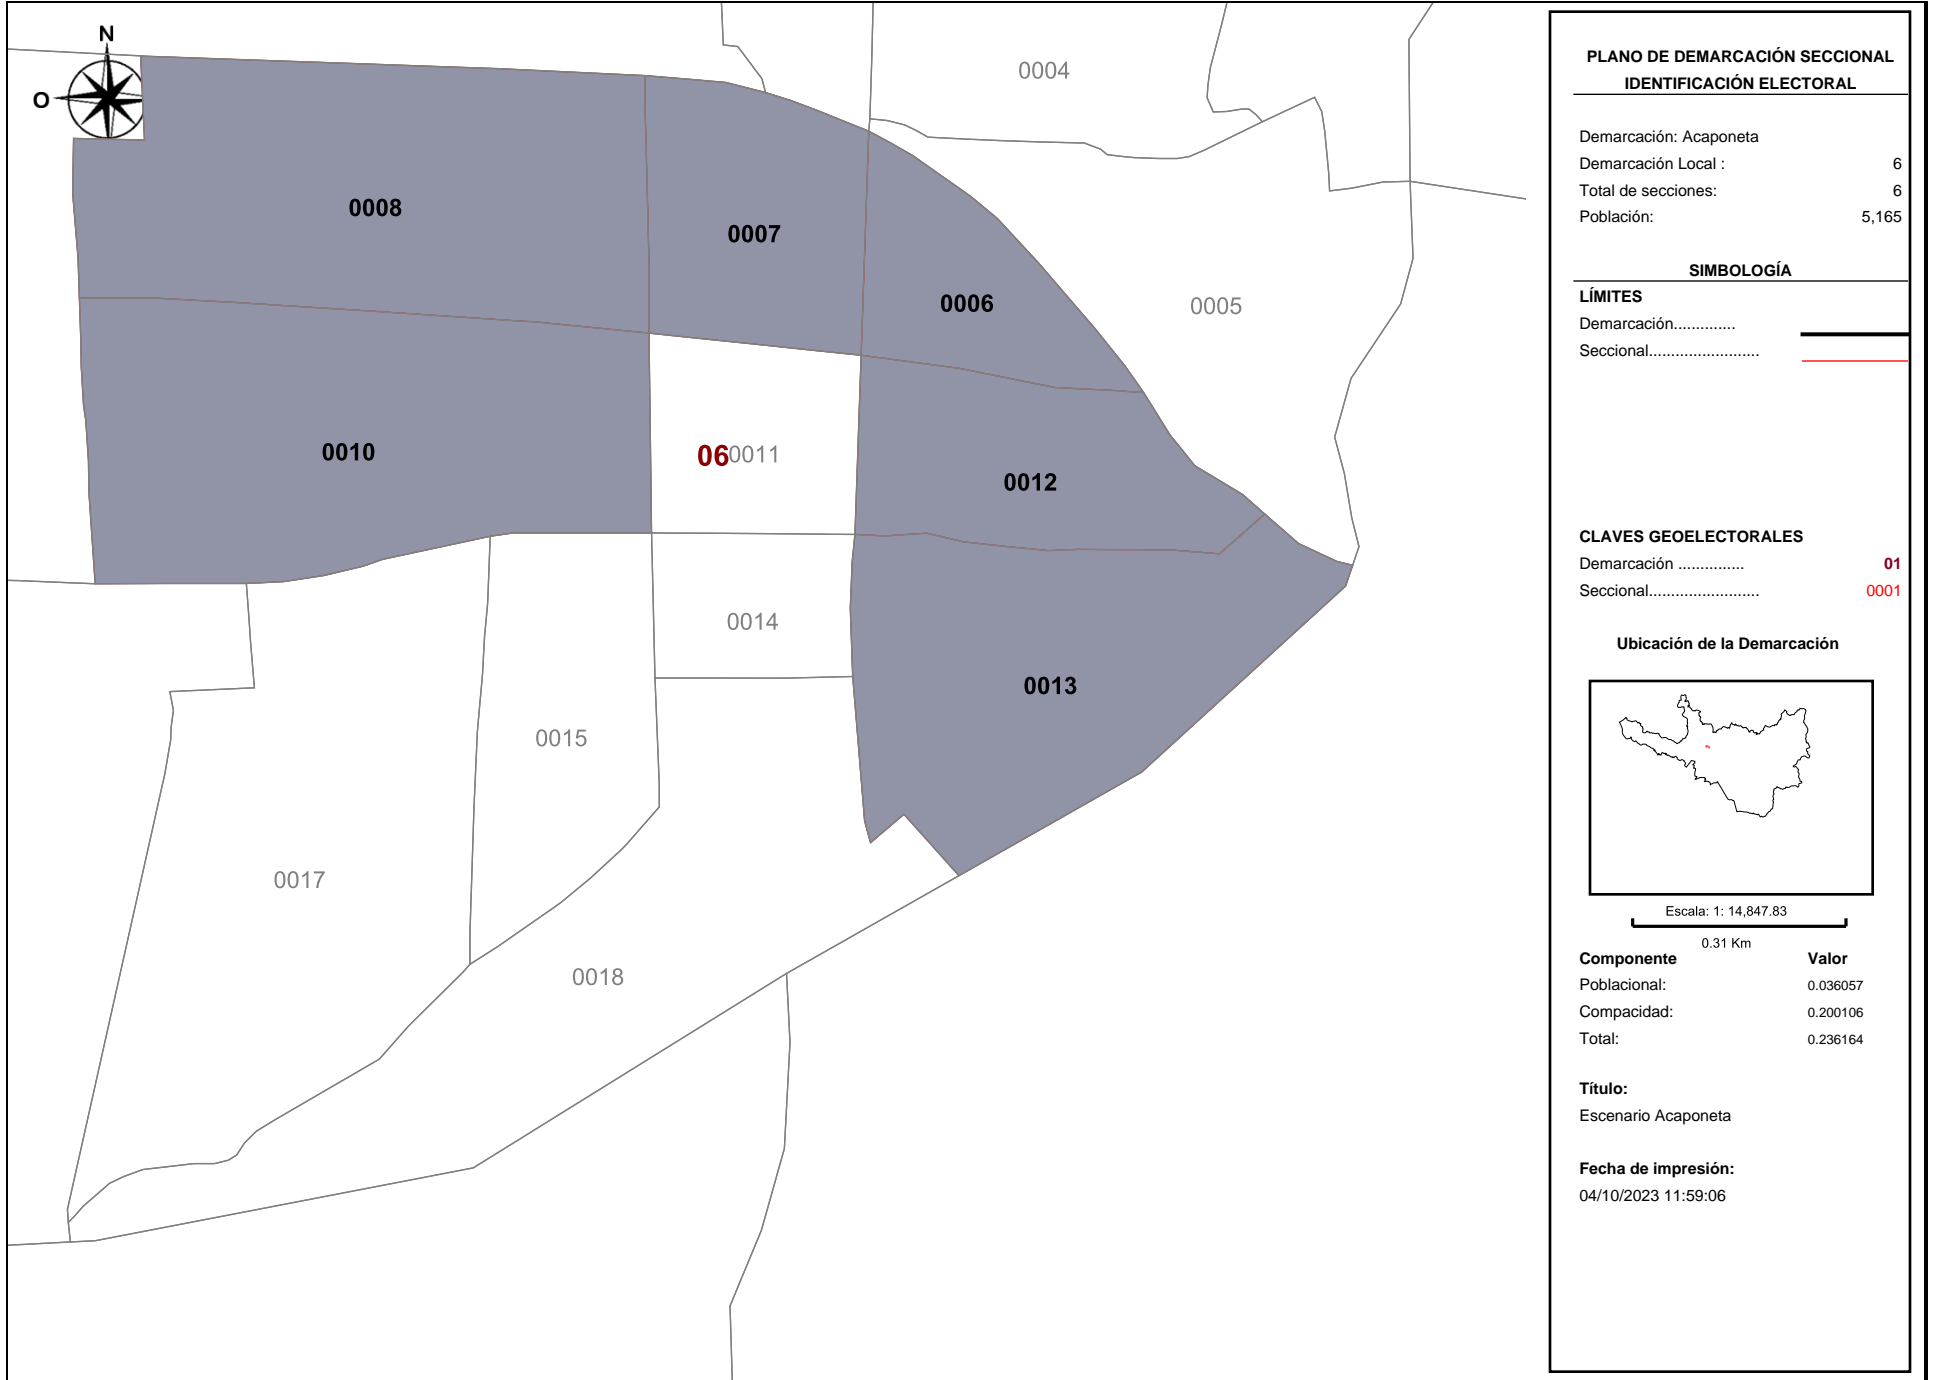 N
O
0004
0008
0007
0006
0005
0010
06
0011
0012
0014
0013
0015
0017
0018
PLANO DE DEMARCACIÓN SECCIONAL
IDENTIFICACIÓN ELECTORAL
Demarcación: Acaponeta
Demarcación Local : 6
Total de secciones: 6
Población: 5,165
SIMBOLOGÍA
LÍMITES
Demarcación..............
Seccional.........................
CLAVES GEOELECTORALES
Demarcación ............... 01
Seccional......................... 0001
Ubicación de la Demarcación
Escala: 1: 14,847.83
0.31 Km
Componente Valor
Poblacional: 0.036057
Compacidad: 0.200106
Total: 0.236164
Título:
Escenario Acaponeta
Fecha de impresión:
04/10/2023 11:59:06